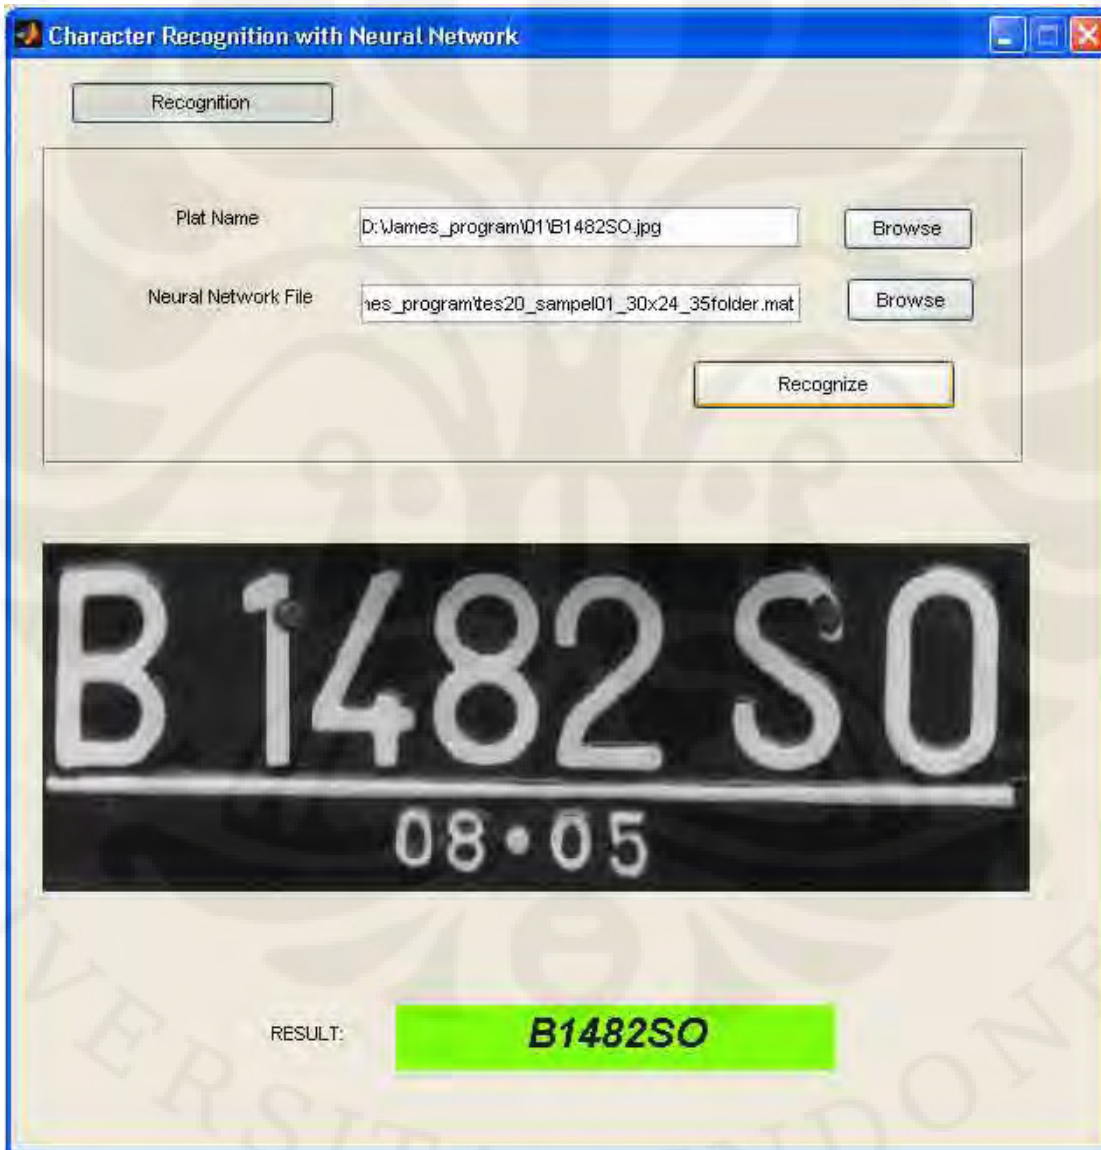 Character Recognition with Neural Network
Recognition
Plat Name D:\James_program\01\B1482SO.jpg Browse
Neural Network File nes_program\tes20_sampel01_30x24_35folder.mat Browse
Recognize
B 1482 SO
08•05
RESULT: B1482SO